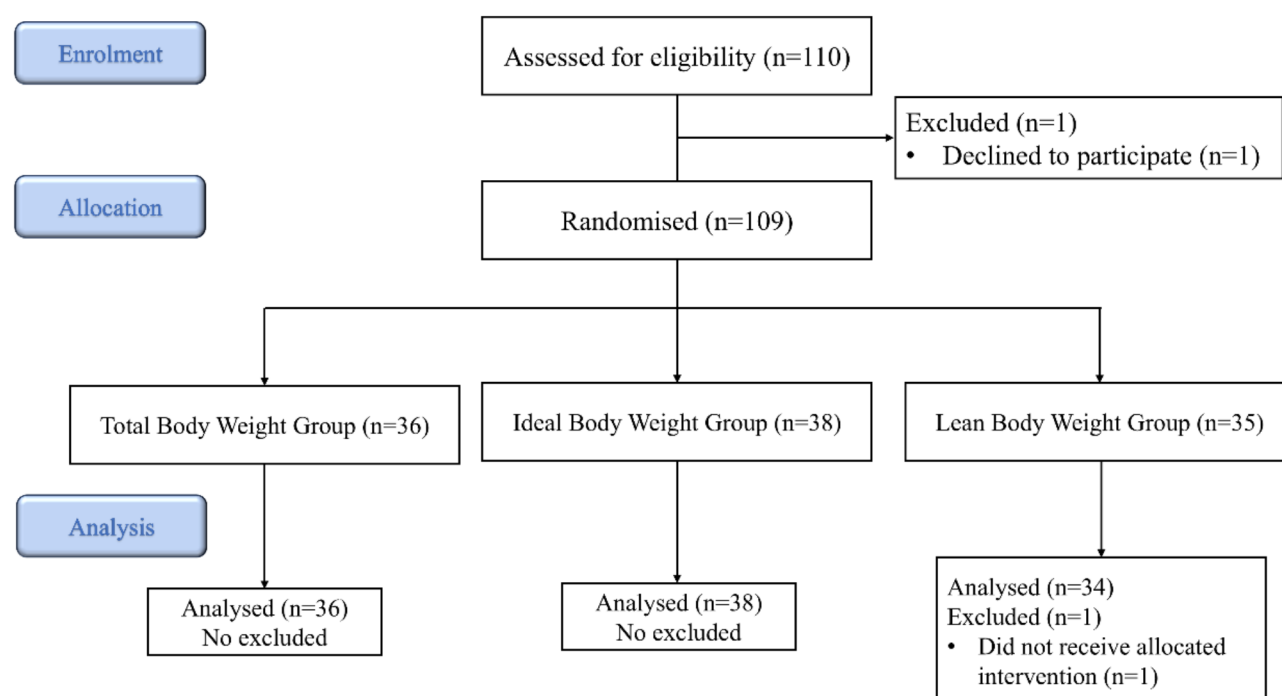 Enrolment
Assessed for eligibility (n=110)
Excluded (n=1)
• Declined to participate (n=1)
Allocation
Randomised (n=109)
Total Body Weight Group (n=36)
Ideal Body Weight Group (n=38)
Lean Body Weight Group (n=35)
Analysis
Analysed (n=36)
No excluded
Analysed (n=38)
No excluded
Analysed (n=34)
Excluded (n=1)
• Did not receive allocated
intervention (n=1)